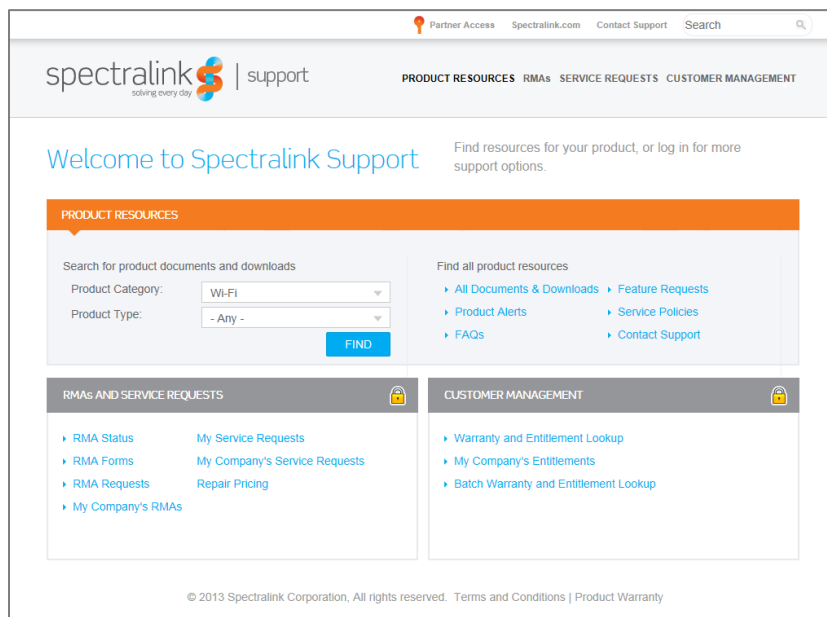 Partner Access Spectralink.com Contact Support Search
spectralink | support
solving every day
PRODUCT RESOURCES RMAs SERVICE REQUESTS CUSTOMER MANAGEMENT
Welcome to Spectralink Support
Find resources for your product, or log in for more
support options.
PRODUCT RESOURCES
Search for product documents and downloads
Product Category: Wi-Fi
Product Type: - Any -
FIND
Find all product resources
All Documents & Downloads Feature Requests
Product Alerts Service Policies
FAQs Contact Support
RMAs AND SERVICE REQUESTS
RMA Status My Service Requests
RMA Forms My Company's Service Requests
RMA Requests Repair Pricing
My Company's RMAs
CUSTOMER MANAGEMENT
Warranty and Entitlement Lookup
My Company's Entitlements
Batch Warranty and Entitlement Lookup
© 2013 Spectralink Corporation, All rights reserved. Terms and Conditions | Product Warranty